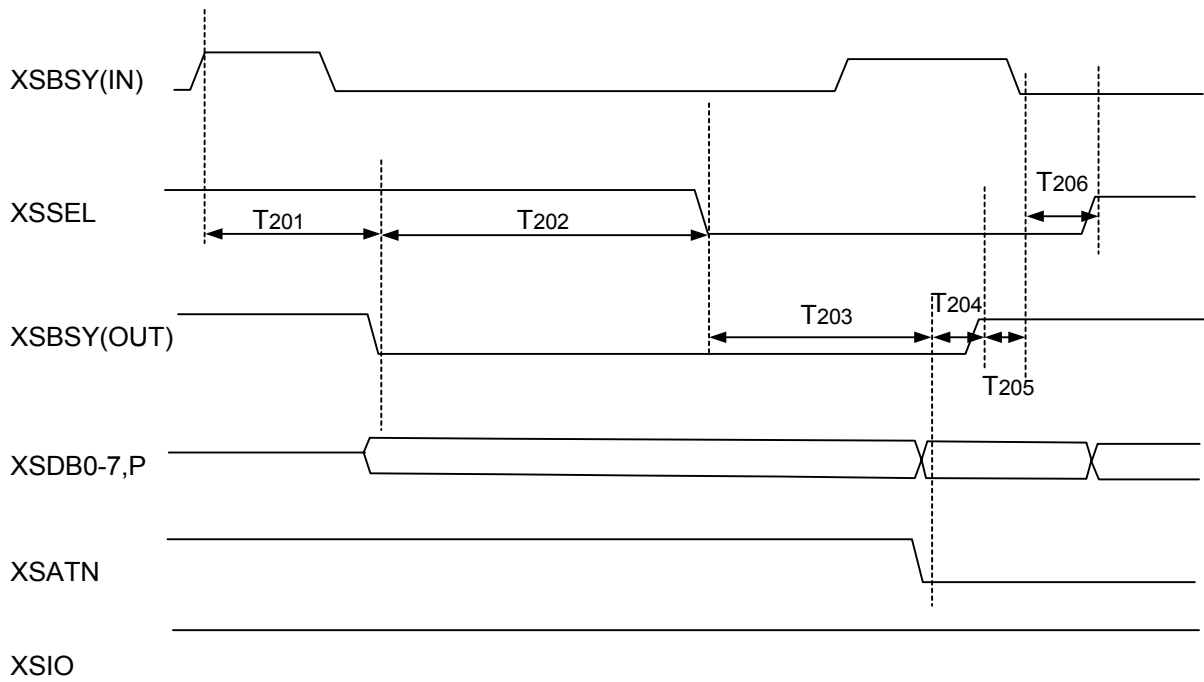 XSBSY(IN)
XSSEL
T201
T202
T206
XSBSY(OUT)
T203
T204
T205
XSDB0-7,P
XSATN
XSIO